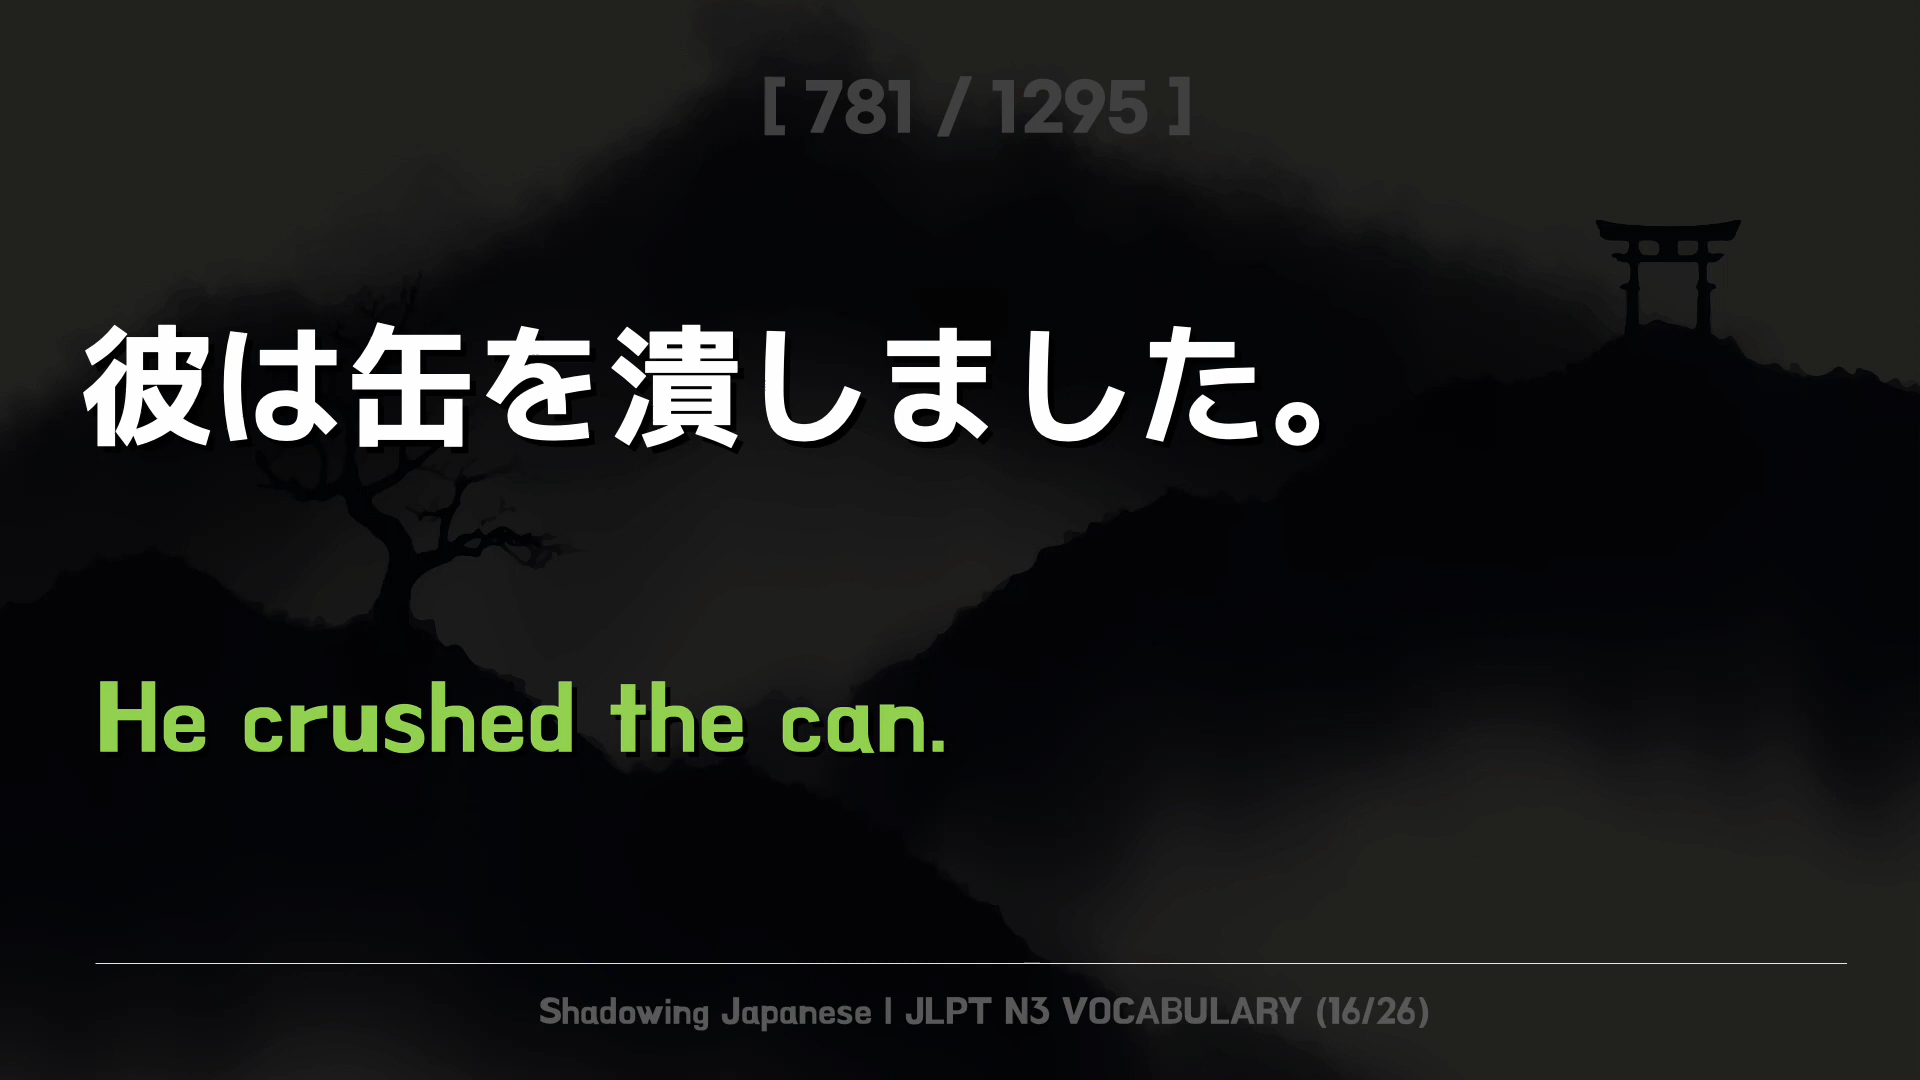 [ 781 / 1295 ]
彼は缶を潰しました。
He crushed the can.
Shadowing Japanese | JLPT N3 VOCABULARY (16/26)